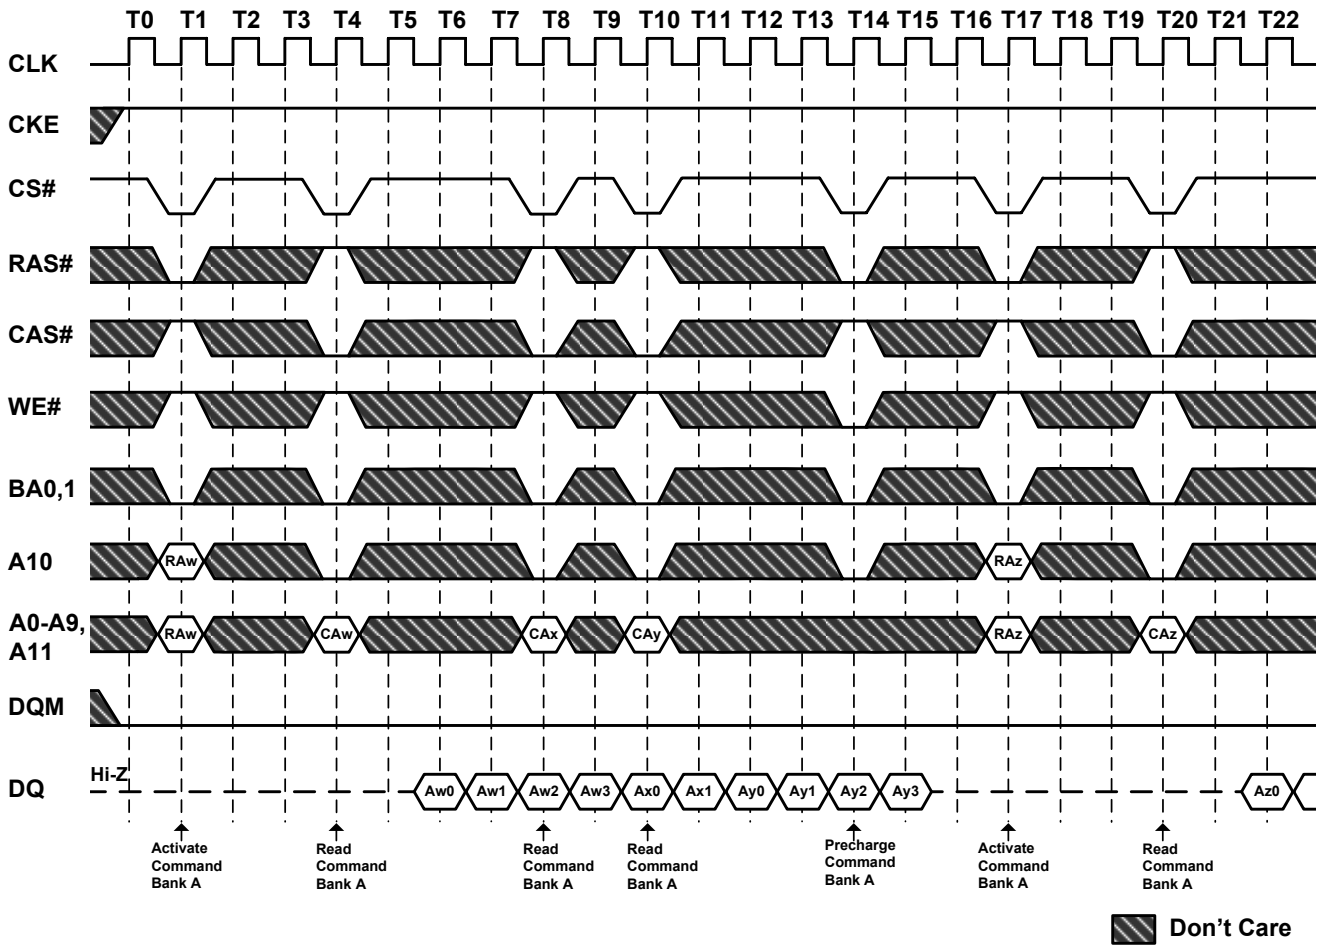 T0 T1 T2 T3 T4 T5 T6 T7 T8 T9 T10 T11 T12 T13 T14 T15 T16 T17 T18 T19 T20 T21 T22
CLK
CKE
CS#
RAS#
CAS#
WE#
BA0,1
A10 RAw RAz
A0-A9,
A11
RAw CAw CAx CAy RAz CAz
DQM
Hi-Z
DQ Aw0 Aw1 Aw2 Aw3 Ax0 Ax1 Ay0 Ay1 Ay2 Ay3 Az0
Activate
Command
Bank A
Read
Command
Bank A
Read
Command
Bank A
Read
Command
Bank A
Precharge
Command
Bank A
Activate
Command
Bank A
Read
Command
Bank A
Don't Care